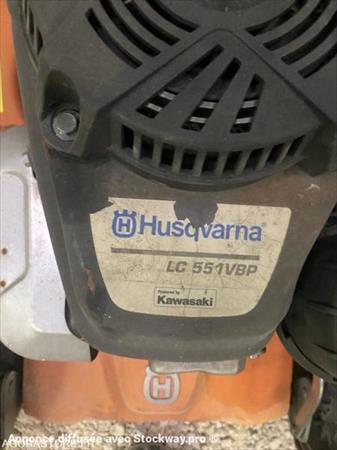 Husqvarna
LC 551VBP
Powered by
Kawasaki
Annonce diffusée avec Stockway.pro ©